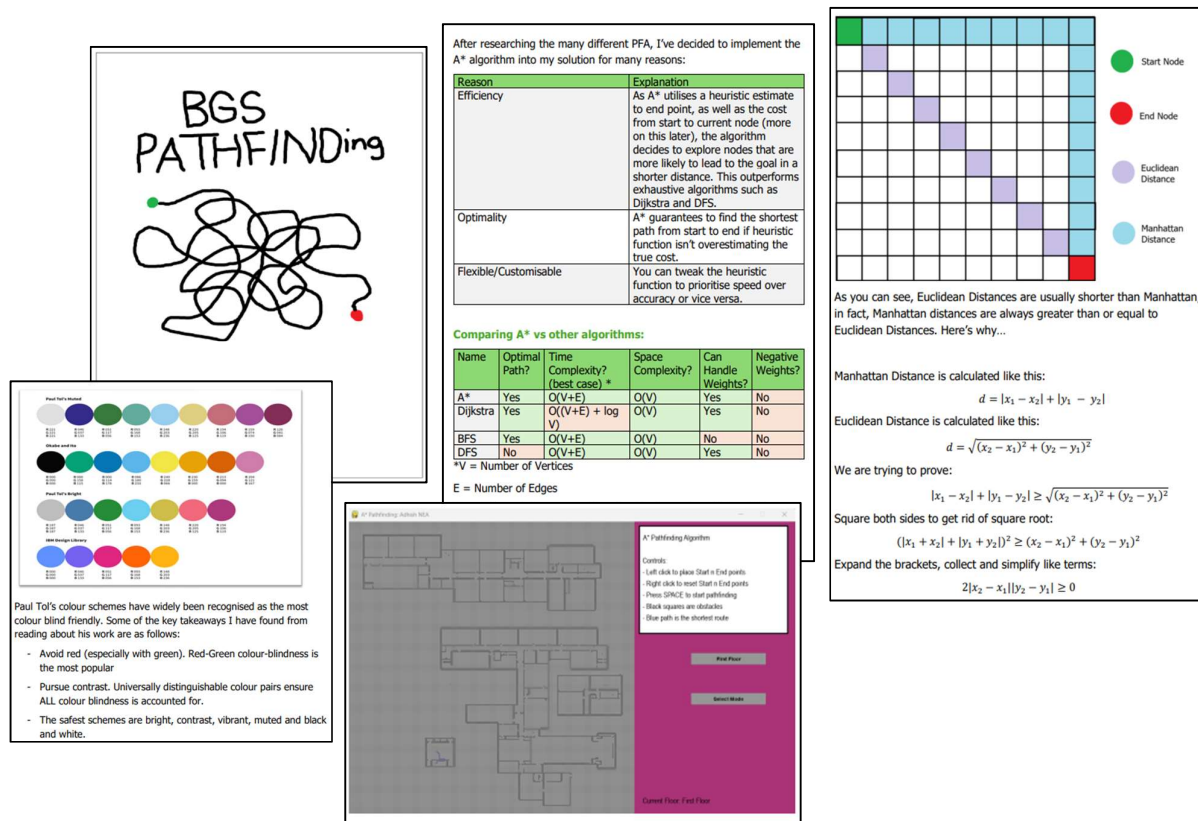 BGS
PATHFINDing
After researching the many different PFA, I've decided to implement the
A* algorithm into my solution for many reasons:
Reason Explanation
Efficiency As A* utilises a heuristic estimate
to end point, as well as the cost
from start to current node (more
on this later), the algorithm
decides to explore nodes that are
more likely to lead to the goal in a
shorter distance. This outperforms
exhaustive algorithms such as
Dijkstra and DFS.
Optimality A* guarantees to find the shortest
path from start to end if heuristic
function isn't overestimating the
true cost.
Flexible/Customisable You can tweak the heuristic
function to prioritise speed over
accuracy or vice versa.
Comparing A* vs other algorithms:
Name Optimal Path? Time Complexity? (best case) * Space Complexity? Can Handle Weights? Negative Weights?
A* Yes O(V+E) O(V) Yes No
Dijkstra Yes O((V+E) + log V) O(V) Yes No
BFS Yes O(V+E) O(V) No No
DFS No O(V+E) O(V) Yes No
*V = Number of Vertices
E = Number of Edges
Start Node
End Node
Euclidean
Distance
Manhattan
Distance
As you can see, Euclidean Distances are usually shorter than Manhattan,
in fact, Manhattan distances are always greater than or equal to
Euclidean Distances. Here's why...
Manhattan Distance is calculated like this:
d = |x₁ − x₂| + |y₁ − y₂|
Euclidean Distance is calculated like this:
d = √((x₂ − x₁)² + (y₂ − y₁)²)
We are trying to prove:
|x₁ − x₂| + |y₁ − y₂| ≥ √((x₂ − x₁)² + (y₂ − y₁)²)
Square both sides to get rid of square root:
(|x₁ + x₂| + |y₁ + y₂|)² ≥ (x₂ − x₁)² + (y₂ − y₁)²
Expand the brackets, collect and simplify like terms:
2|x₂ − x₁||y₂ − y₁| ≥ 0
Paul Tol's Muted
Okabe and Ito
Paul Tol's Bright
IBM Design Library
Paul Tol's colour schemes have widely been recognised as the most
colour blind friendly. Some of the key takeaways I have found from
reading about his work are as follows:
- Avoid red (especially with green). Red-Green colour-blindness is
the most popular
- Pursue contrast. Universally distinguishable colour pairs ensure
ALL colour blindness is accounted for.
- The safest schemes are bright, contrast, vibrant, muted and black
and white.
A* Pathfinding: NEA
A* Pathfinding Algorithm
Controls:
- Left click to place Start n End points
- Right click to reset Start n End points
- Press SPACE to start pathfinding
- Black squares are obstacles
- Blue path is the shortest route
First Floor
Select Mode
Current Floor: First Floor